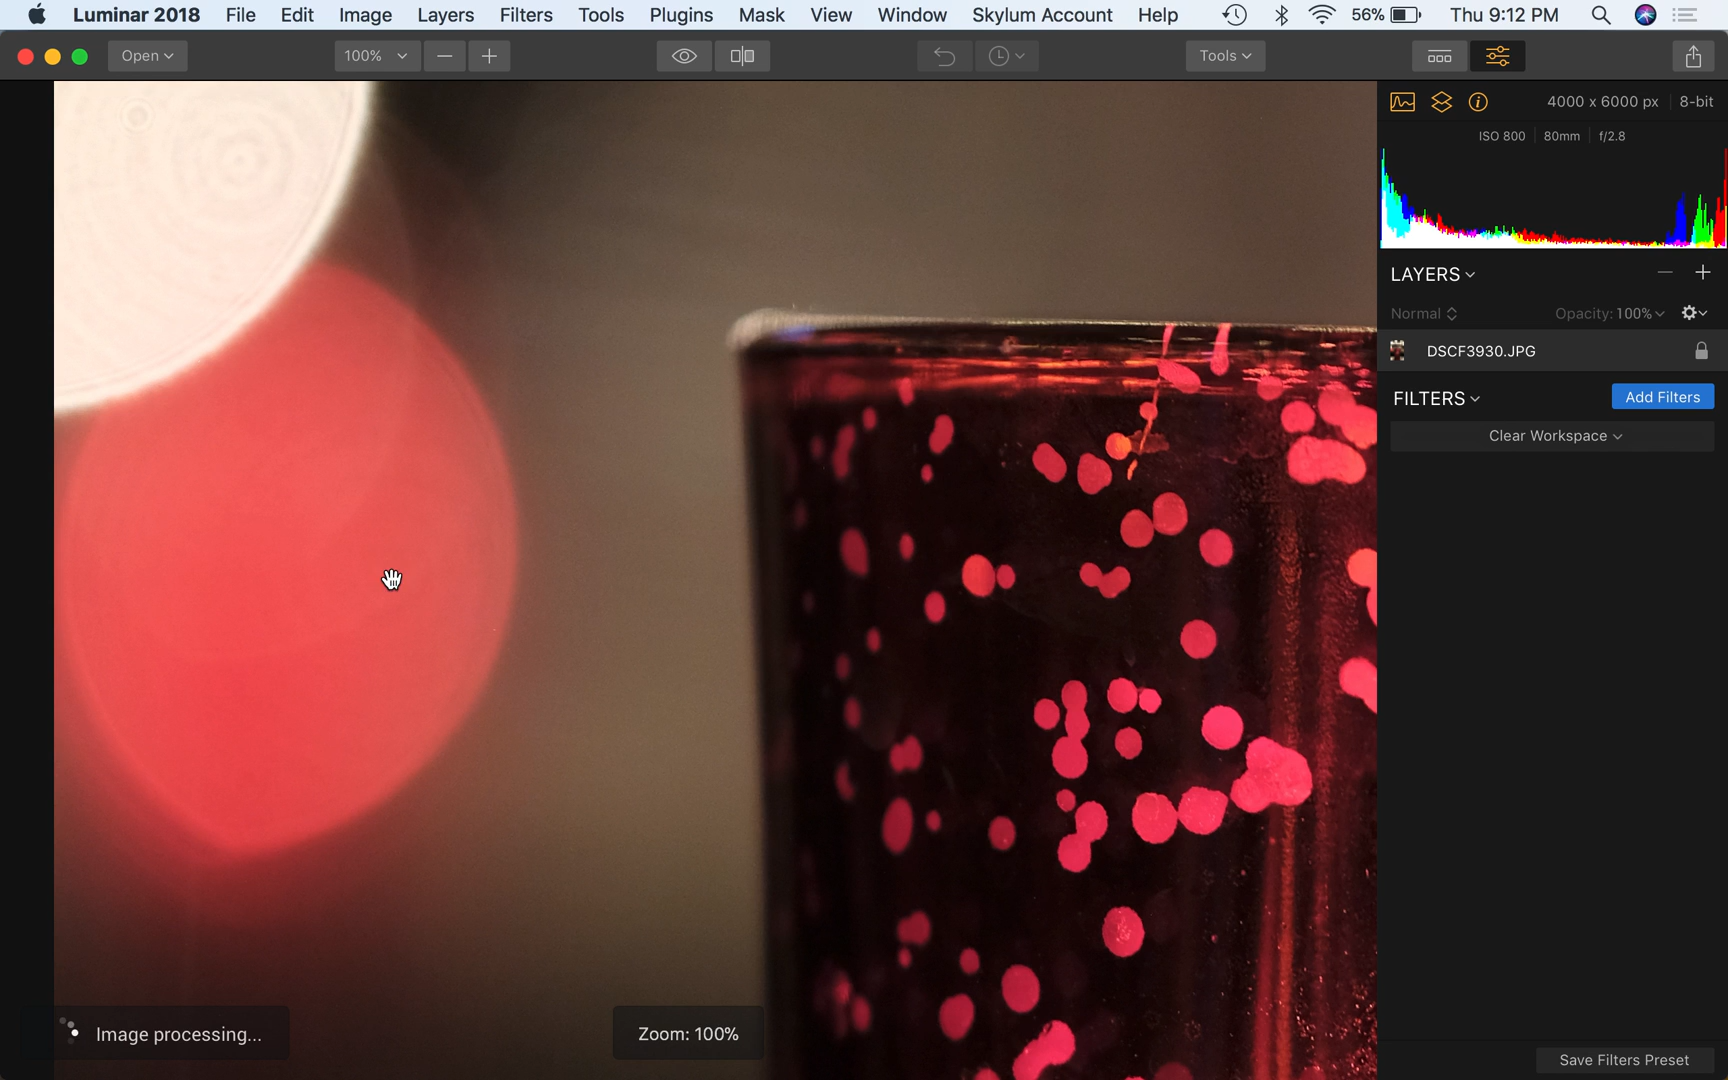 Luminar 2018 File Edit Image Layers Filters Tools Plugins Mask View Window Skylum Account Help 56% Thu 9:12 PM
Open 100% Tools
4000 x 6000 px 8-bit
ISO 800 80mm f/2.8
LAYERS
Normal Opacity: 100%
DSCF3930.JPG
FILTERS Add Filters
Clear Workspace
Image processing... Zoom: 100%
Save Filters Preset